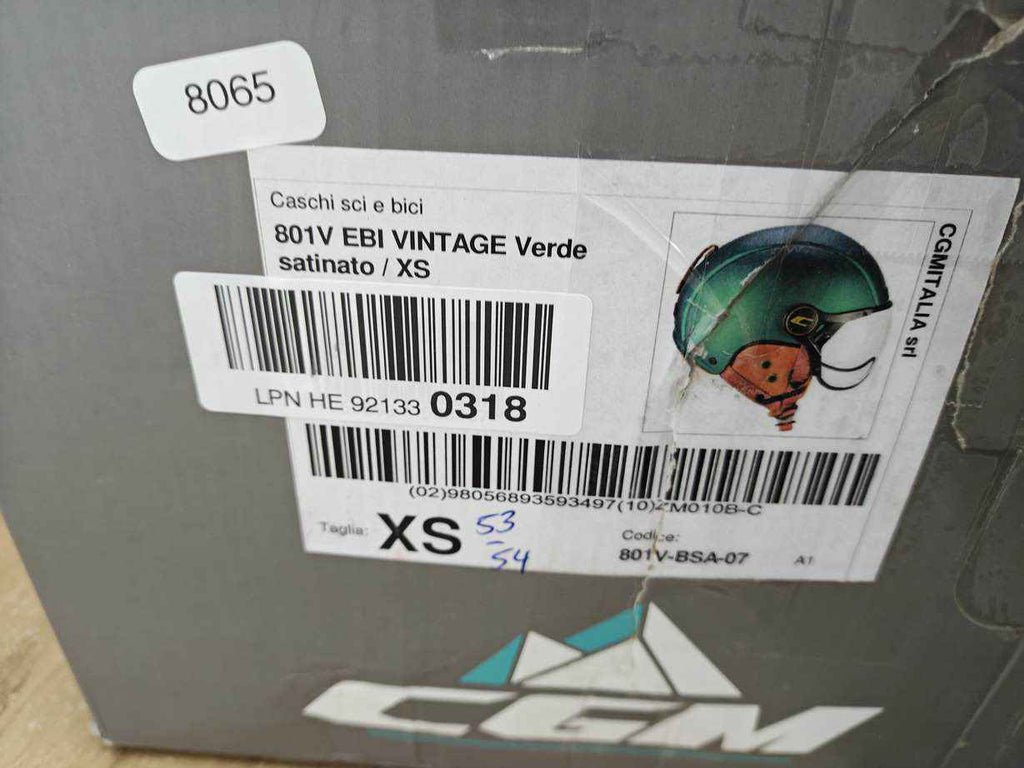 8065
Caschi sci e bici
801V EBI VINTAGE Verde
satinato / XS
CGMITALIA srl
LPN HE 92133 0318
(02)98056893593497(10)ZM010B-C
Taglia: XS 53
-
54
Codice:
801V-BSA-07
A1
CGM